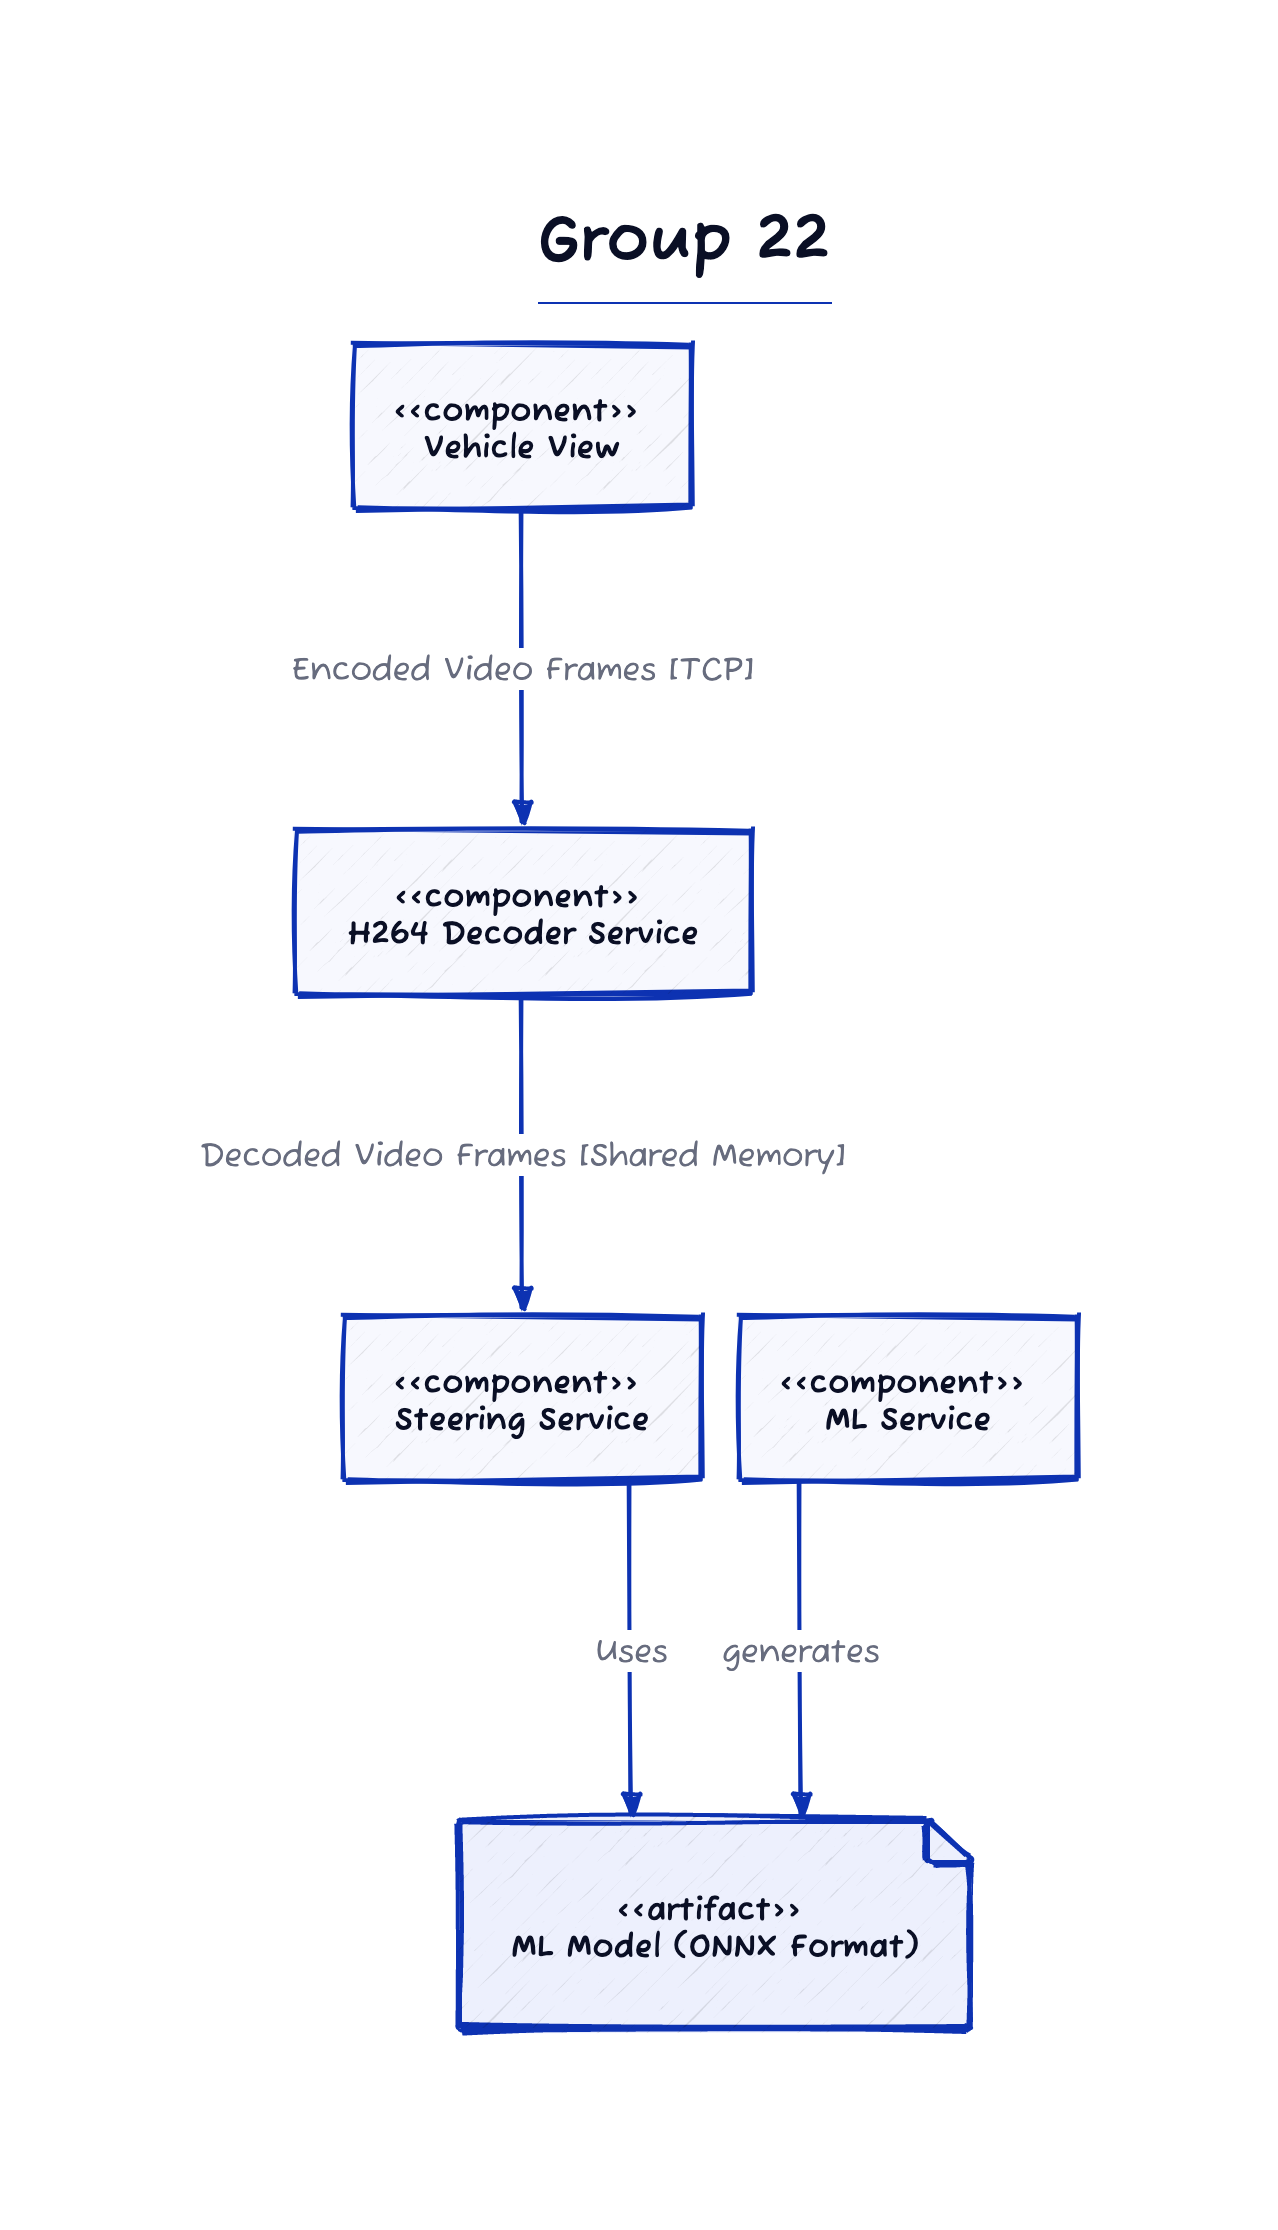 Group 22
<<component>>
Vehicle View
Encoded Video Frames [TCP]
<<component>>
H264 Decoder Service
Decoded Video Frames [Shared Memory]
<<component>>
Steering Service
<<component>>
ML Service
Uses
generates
<<artifact>>
ML Model (ONNX Format)